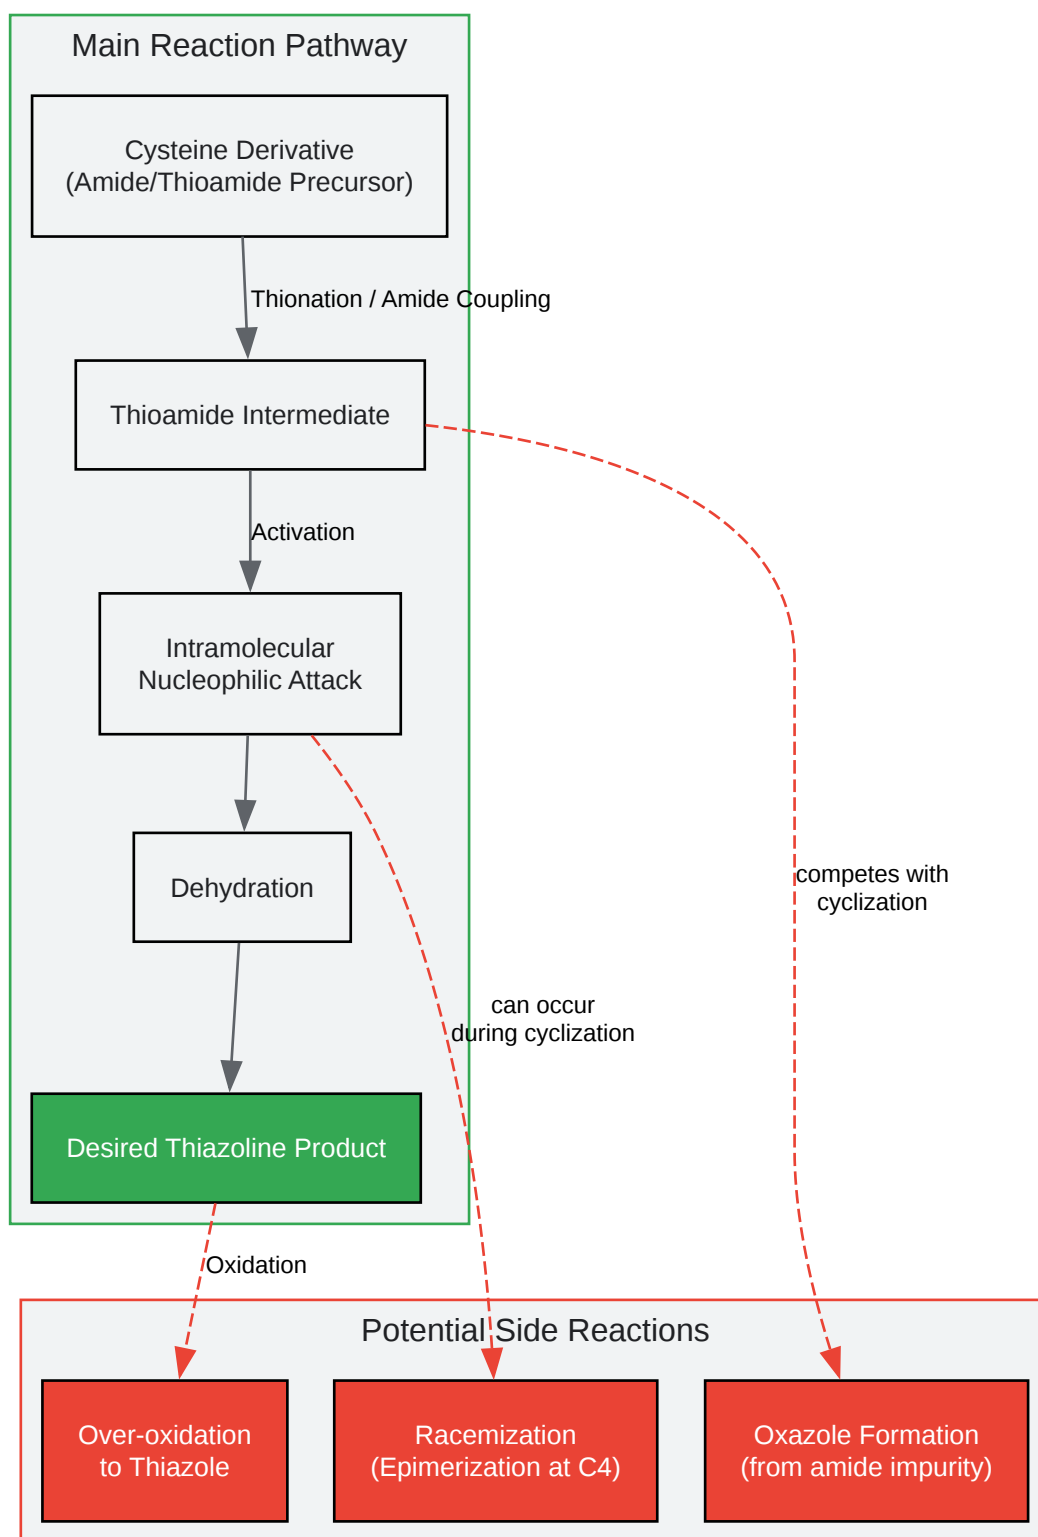 Main Reaction Pathway
Cysteine Derivative
(Amide/Thioamide Precursor)
Thionation / Amide Coupling
Thioamide Intermediate
Activation
Intramolecular
Nucleophilic Attack
Dehydration
competes with
cyclization
can occur
during cyclization
Desired Thiazoline Product
Oxidation
Potential Side Reactions
Over-oxidation
to Thiazole
Racemization
(Epimerization at C4)
Oxazole Formation
(from amide impurity)